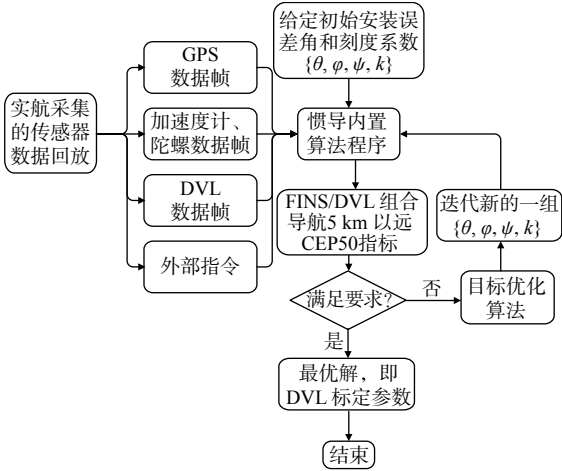 实航采集
的传感器
数据回放
GPS
数据帧
加速度计、
陀螺数据帧
DVL
数据帧
外部指令
给定初始安装误
差角和刻度系数
{θ, φ, ψ, k}
惯导内置
算法程序
FINS/DVL 组合
导航5 km 以远
CEP50指标
满足要求?
否
目标优化
算法
迭代新的一组
{θ, φ, ψ, k}
是
最优解，即
DVL 标定参数
结束